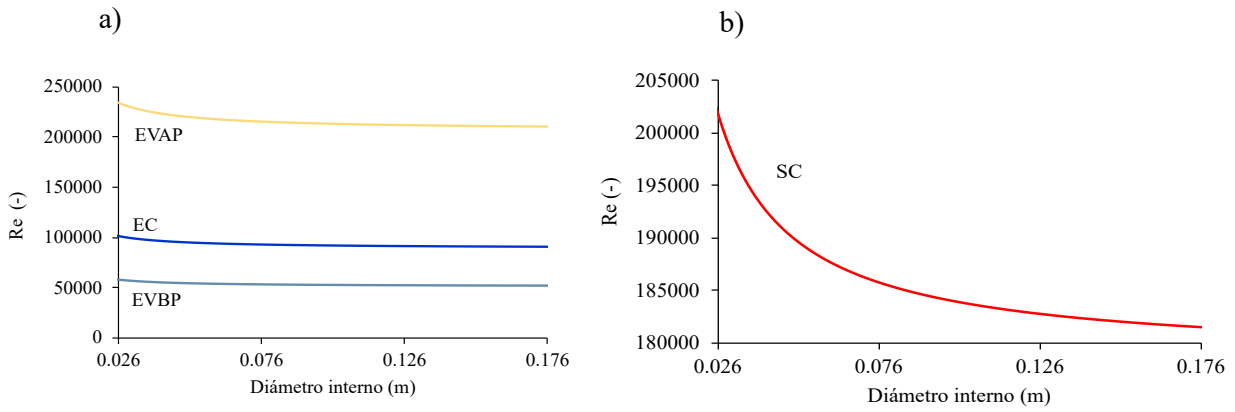 a)
250000
200000
150000
100000
50000
0
Re (-)
EVAP
EC
EVBP
0.026
0.076
0.126
0.176
Diámetro interno (m)
b)
205000
200000
195000
190000
185000
180000
Re (-)
SC
0.026
0.076
0.126
0.176
Diámetro interno (m)